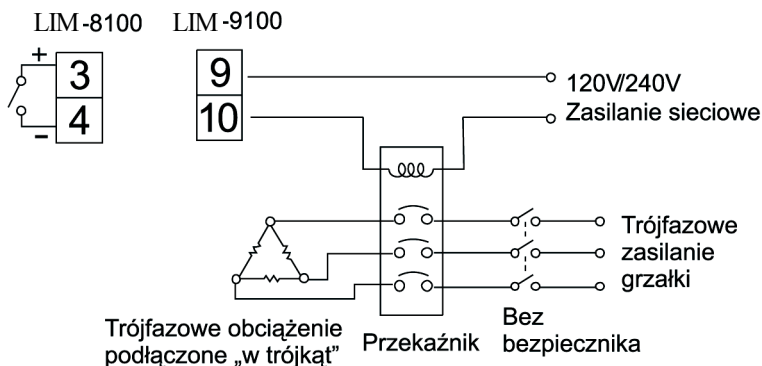 LIM-8100 LIM-9100
+
3
4
–
9
10
120V/240V
Zasilanie sieciowe
Trójfazowe
zasilanie
grzałki
Trójfazowe obciążenie
podłączone „w trójkąt”
Przekaźnik
Bez
bezpiecznika